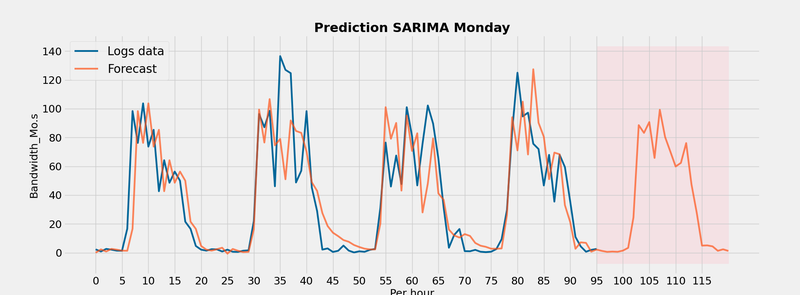 Prediction SARIMA Monday
Logs data
Forecast
Bandwidth_Mo.s
140
120
100
80
60
40
20
0
0 5 10 15 20 25 30 35 40 45 50 55 60 65 70 75 80 85 90 95 100 105 110 115
Per hour